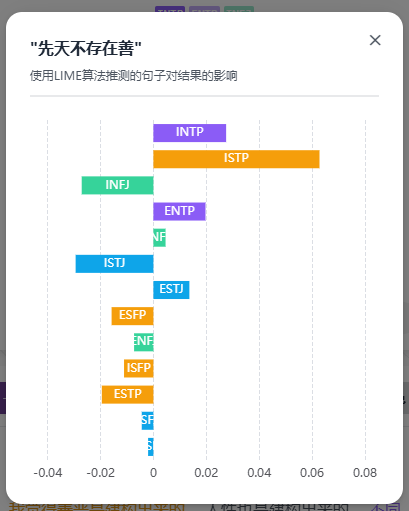 "先天不存在善"
使用LIME算法推测的句子对结果的影响
INTP
ISTP
INFJ
ENTP
NF
ISTJ
ESTJ
ESFP
ENF
ISFP
ESTP
SF
S
-0.04 -0.02 0 0.02 0.04 0.06 0.08